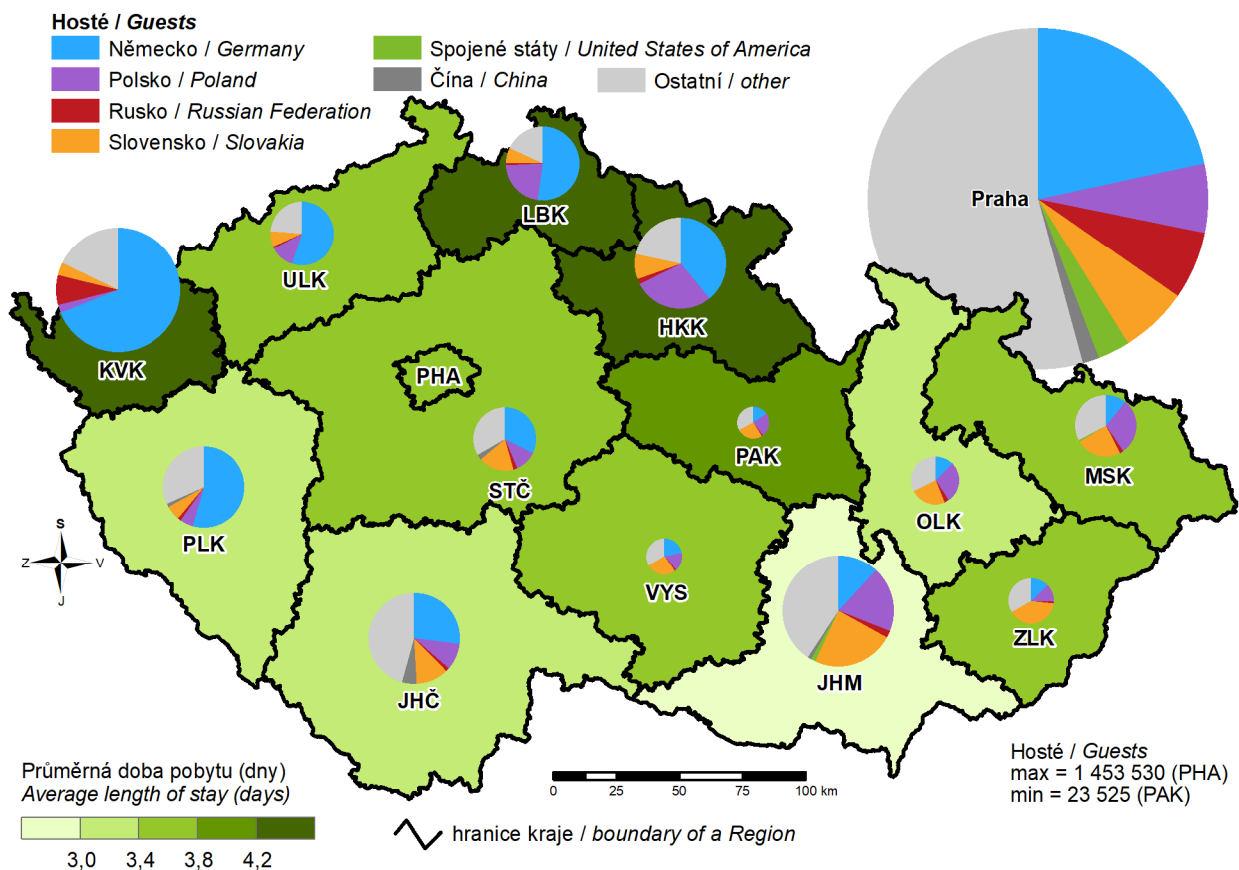 Hosté / Guests
Německo / Germany
Polsko / Poland
Rusko / Russian Federation
Slovensko / Slovakia
Spojené státy / United States of America
Čína / China
Ostatní / other
Praha
LBK
ULK
HKK
KVK
PHA
PAK
MSK
STČ
OLK
PLK
VYS
ZLK
JHČ
JHM
S
Z
V
J
Průměrná doba pobytu (dny)
Average length of stay (days)
3,0
3,4
3,8
4,2
0
25
50
75
100 km
hranice kraje / boundary of a Region
Hosté / Guests
max = 1 453 530 (PHA)
min = 23 525 (PAK)